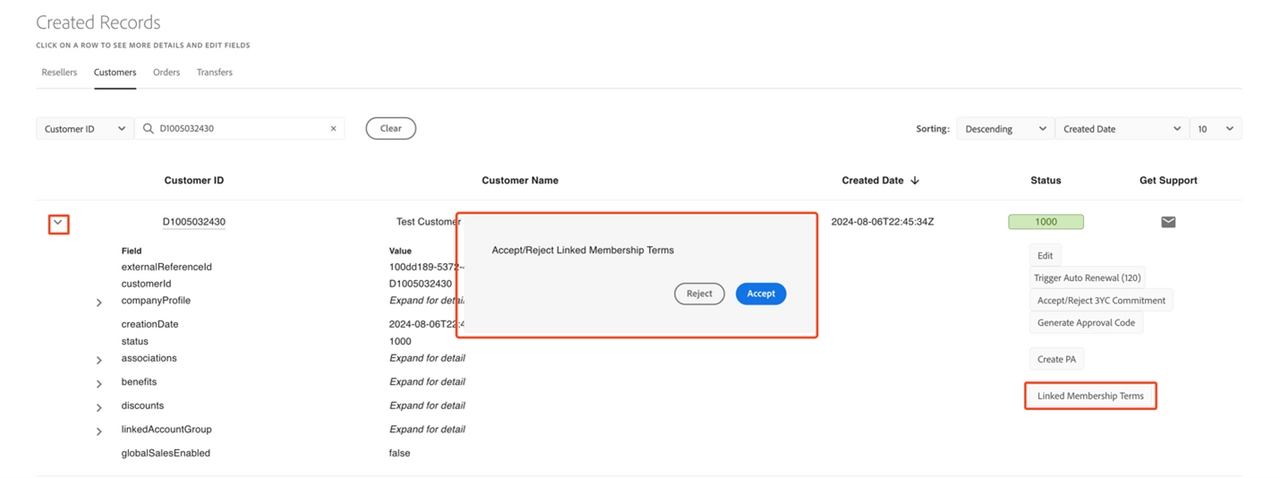 Created Records
CLICK ON A ROW TO SEE MORE DETAILS AND EDIT FIELDS
Resellers Customers Orders Transfers
Customer ID D1005032430 × Clear Sorting: Descending Created Date 10
Customer ID Customer Name Created Date ↓ Status Get Support
D1005032430 Test Customer 2024-08-06T22:45:34Z 1000
Accept/Reject Linked Membership Terms
Reject Accept
Field Value Edit
externalReferenceId 100dd189-5372-
customerId D1005032430 Trigger Auto Renewal (120)
companyProfile Expand for detail Accept/Reject 3YC Commitment
creationDate 2024-08-06T22:4 Generate Approval Code
status 1000
associations Expand for detail Create PA
benefits Expand for detail
Linked Membership Terms
discounts Expand for detail
linkedAccountGroup Expand for detail
globalSalesEnabled false